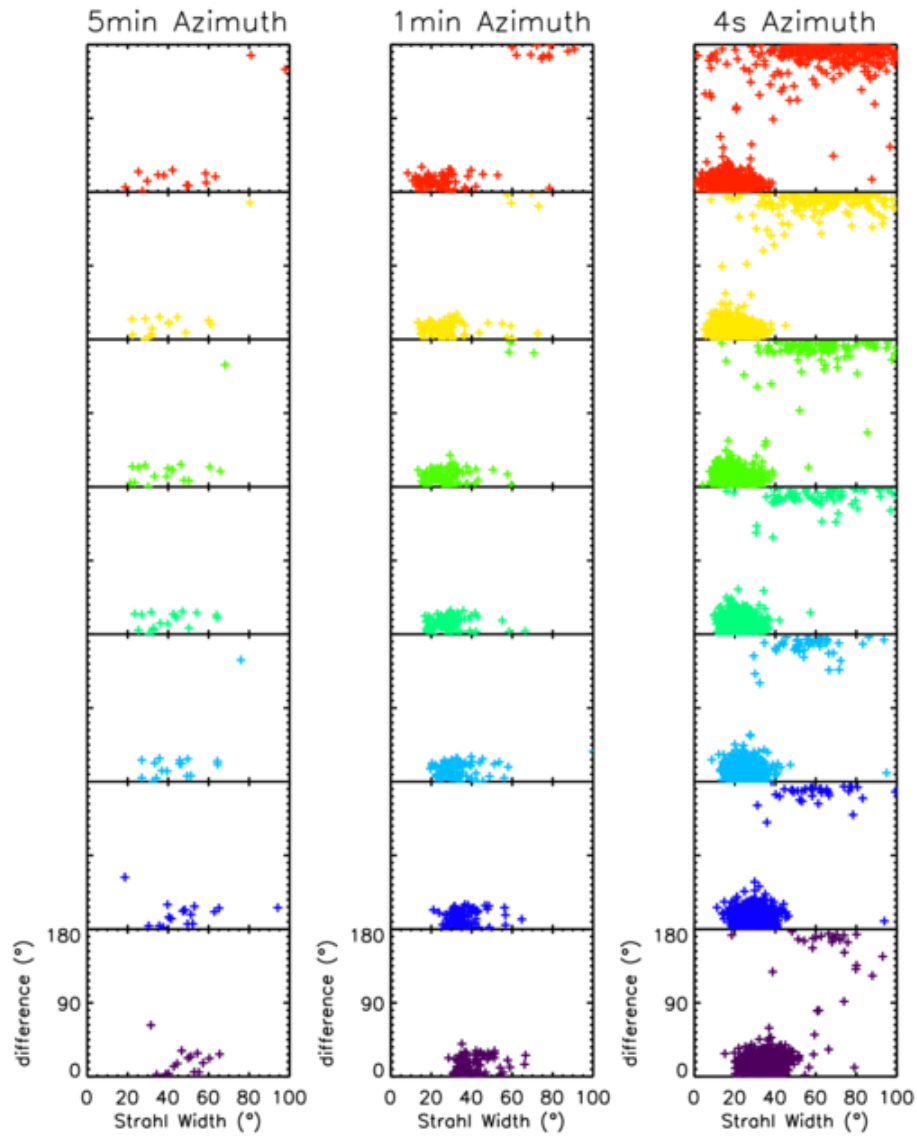 5min Azimuth 1min Azimuth 4s Azimuth
180 180 180
difference (°) difference (°) difference (°)
90 90 90
0 0 0
0 20 40 60 80 100 0 20 40 60 80 100 0 20 40 60 80 100
Strahl Width (°) Strahl Width (°) Strahl Width (°)